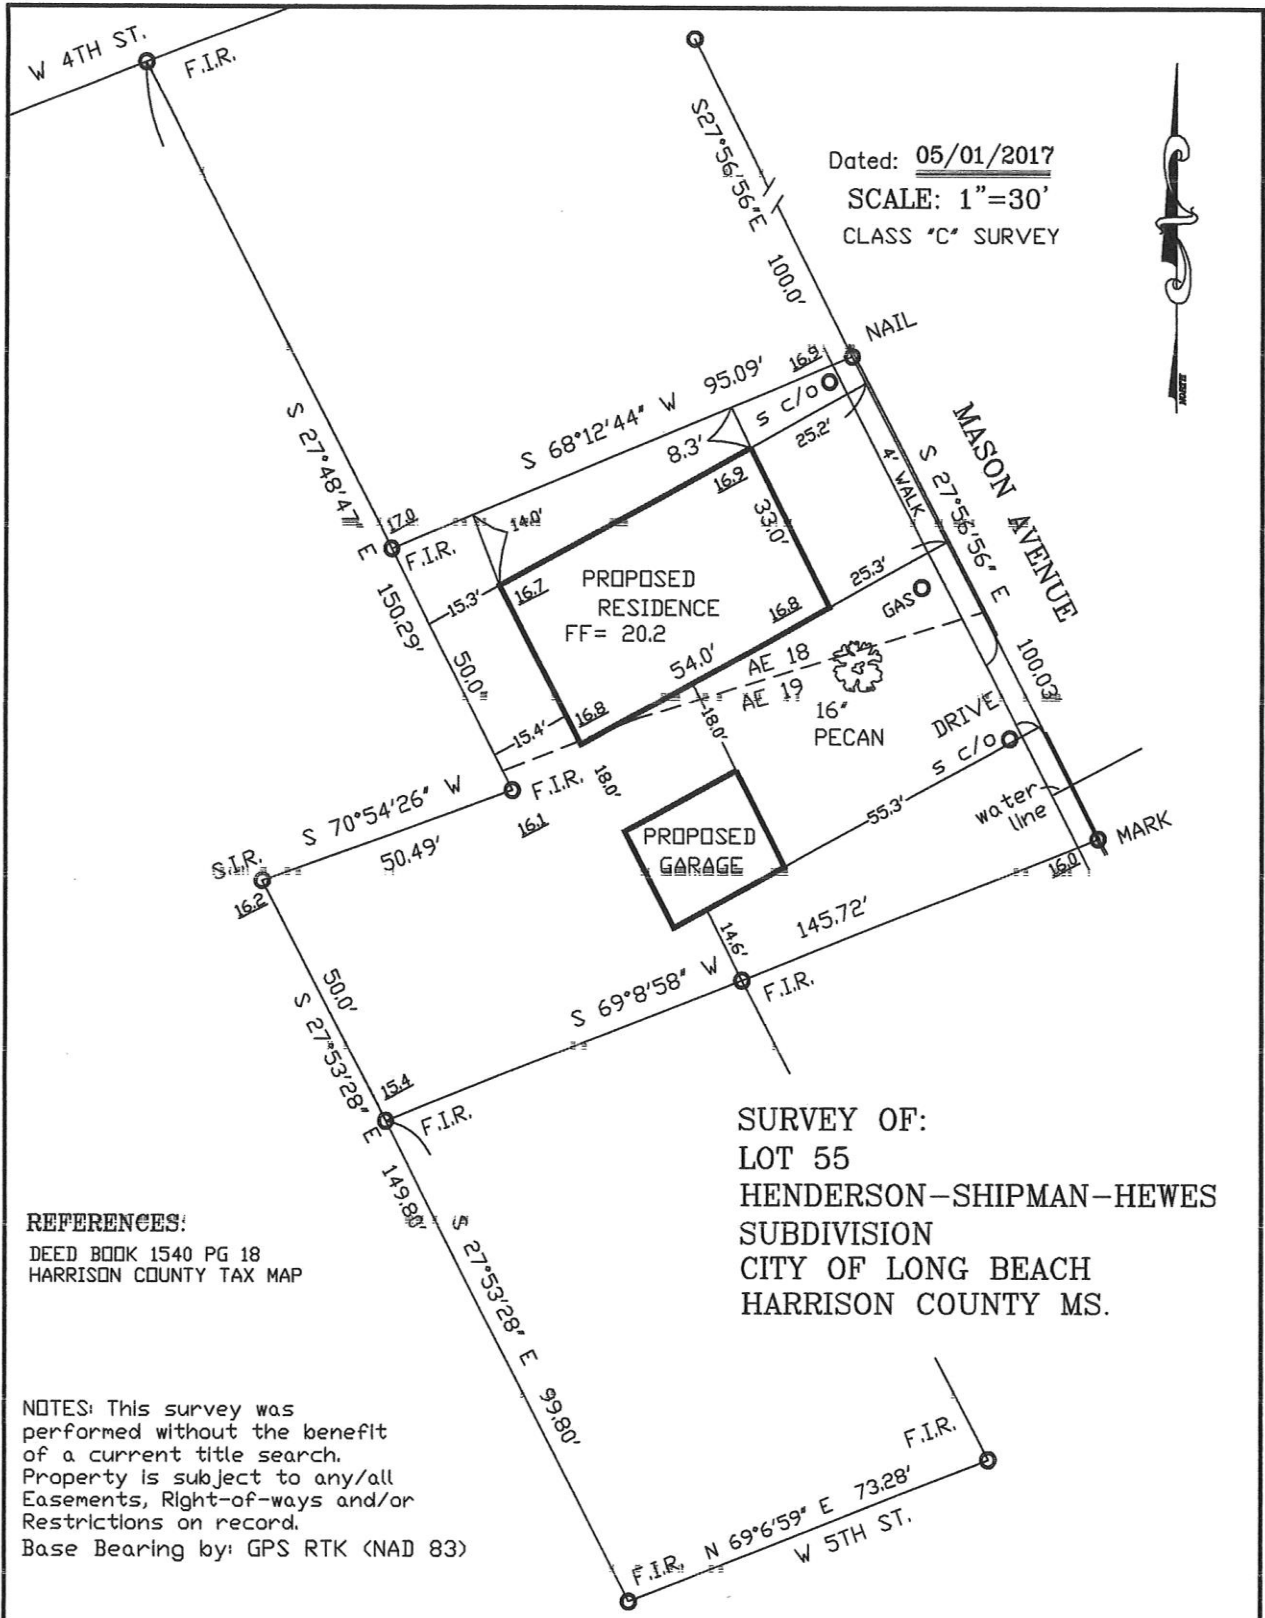 W 4TH ST.
F.I.R.
S27°56'56"E
100.0'
Dated: 05/01/2017
SCALE: 1"=30'
CLASS "C" SURVEY
NORTH
NAIL
16.9
S 68°12'44" W 95.09'
S C/O
8.3'
25.2'
MASON AVENUE
4' WALK
S 27°56'56" E
100.03'
S 27°48'47" E
150.29'
17.0
F.I.R.
14.0'
16.9
33.0'
PROPOSED
RESIDENCE
FF= 20.2
16.7
15.3'
16.8
25.3'
GAS
50.0'
54.0'
AE 18
AE 19
16"
PECAN
16.8
15.4'
18.0'
DRIVE
S C/O
S 70°54'26" W
50.49'
F.I.R.
16.1
18.0'
55.3'
water
line
MARK
16.0
PROPOSED
GARAGE
S.I.R.
16.2
145.72'
14.6'
50.0'
S 27°53'28" E
S 69°8'58" W
F.I.R.
15.4
F.I.R.
149.80'
SURVEY OF:
LOT 55
HENDERSON-SHIPMAN-HEWES
SUBDIVISION
CITY OF LONG BEACH
HARRISON COUNTY MS.
REFERENCES:
DEED BOOK 1540 PG 18
HARRISON COUNTY TAX MAP
S 27°53'28" E 99.80'
NOTES: This survey was
performed without the benefit
of a current title search.
Property is subject to any/all
Easements, Right-of-ways and/or
Restrictions on record.
Base Bearing by: GPS RTK (NAD 83)
F.I.R.
F.I.R. N 69°6'59" E 73.28'
W 5TH ST.